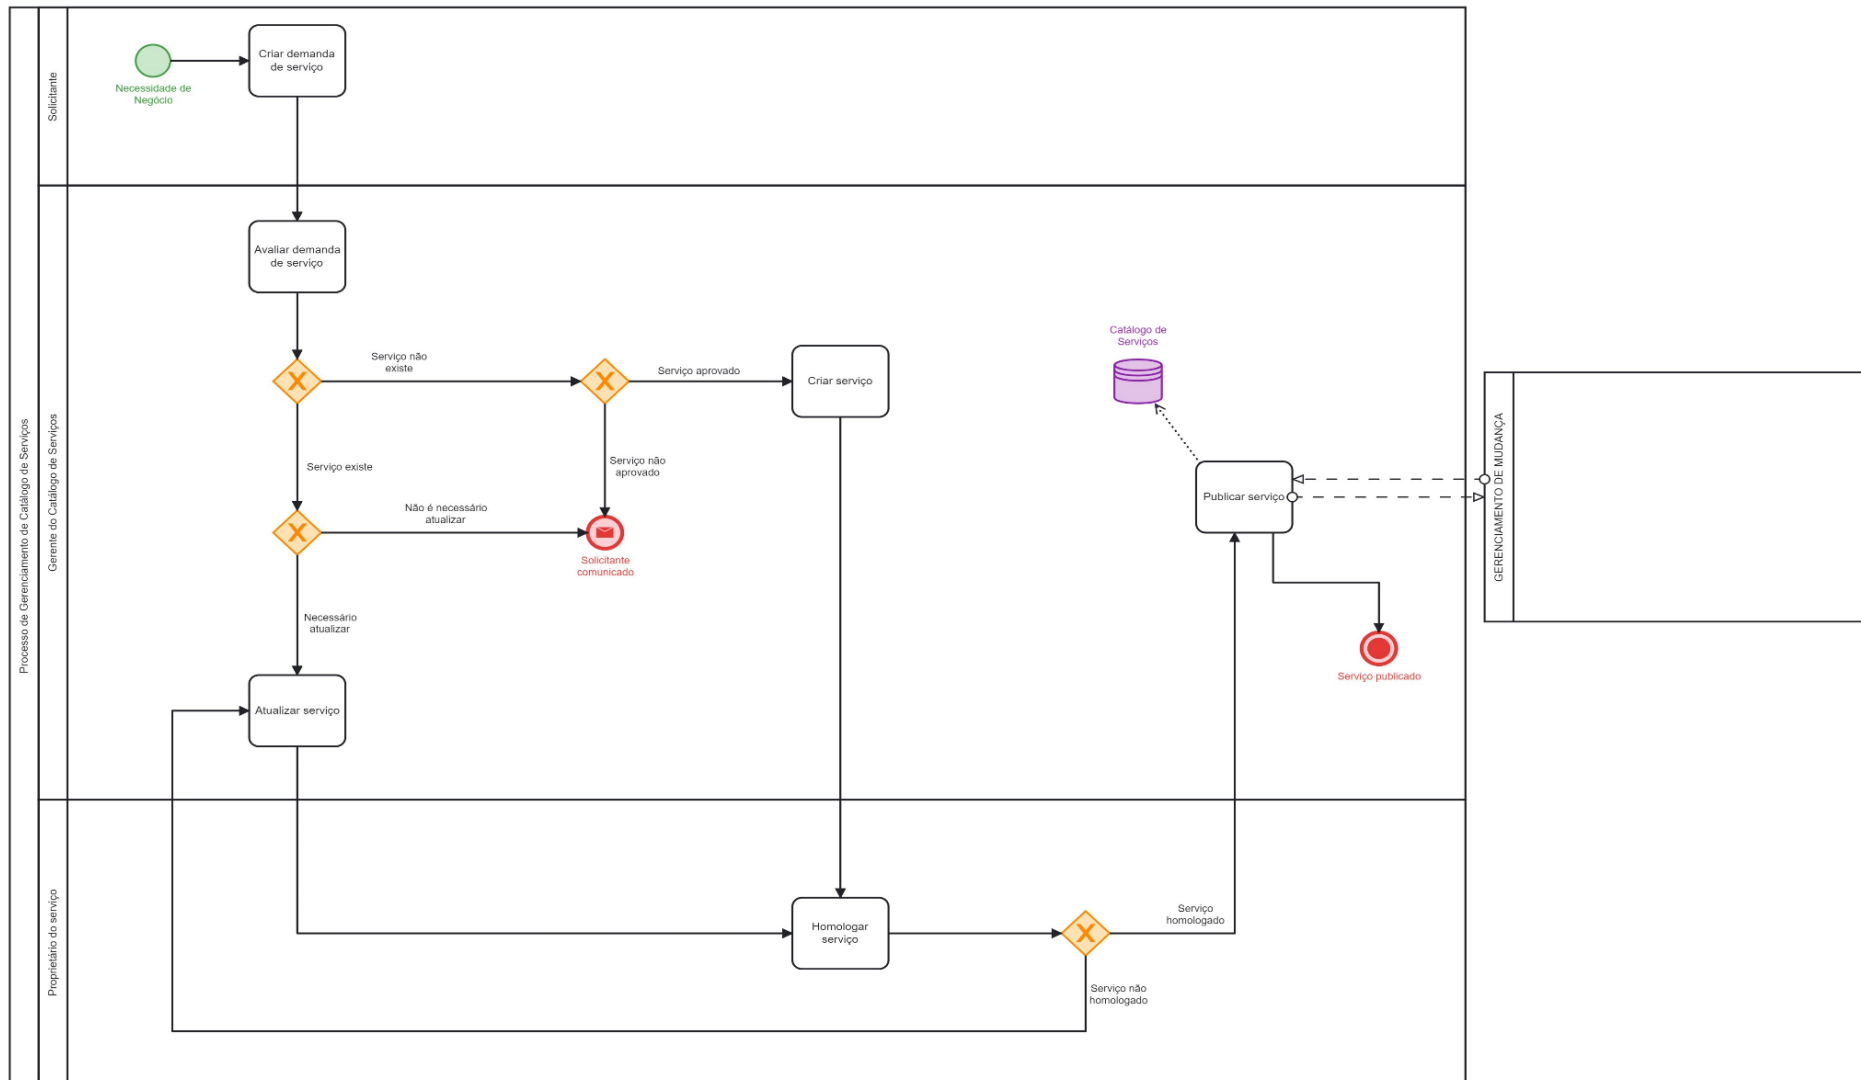 Processo de Gerenciamento de Catálogo de Serviços
Solicitante
Necessidade de
Negócio
Criar demanda
de serviço
Gerente do Catálogo de Serviços
Avaliar demanda
de serviço
Serviço não
existe
Serviço aprovado
Criar serviço
Catálogo de
Serviços
Serviço existe
Serviço não
aprovado
Não é necessário
atualizar
Solicitante
comunicado
Publicar serviço
GERENCIAMENTO DE MUDANÇA
Necessário
atualizar
Serviço publicado
Atualizar serviço
Proprietário do serviço
Homologar
serviço
Serviço
homologado
Serviço não
homologado